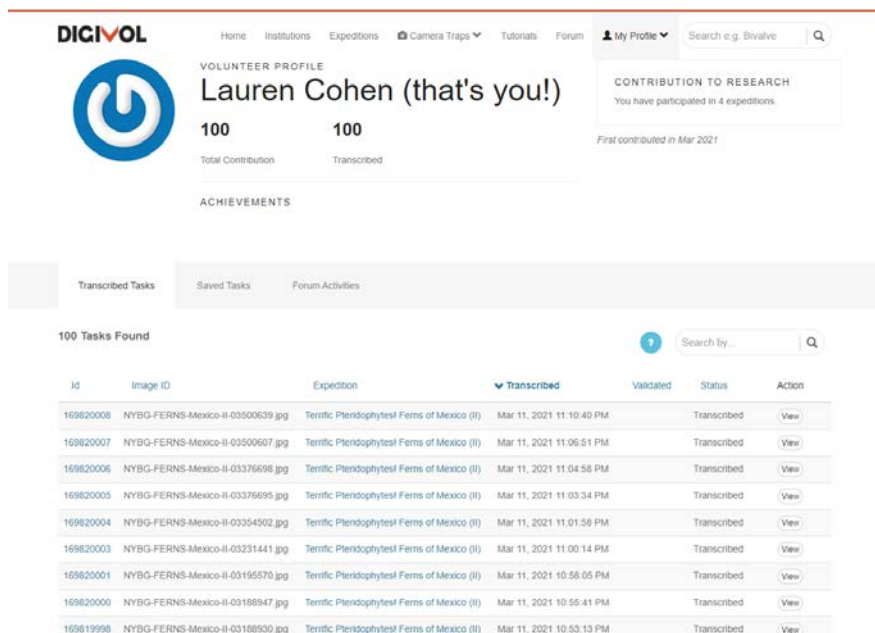 DIGIVOL
Home Institutions Expeditions Camera Traps Tutorials Forum My Profile Search e.g. Bivalve
VOLUNTEER PROFILE
Lauren Cohen (that's you!)
100 100
Total Contribution Transcribed
ACHIEVEMENTS
CONTRIBUTION TO RESEARCH
You have participated in 4 expeditions.
First contributed in Mar 2021
Transcribed Tasks Saved Tasks Forum Activities
100 Tasks Found ? Search by...
Id Image ID Expedition Transcribed Validated Status Action
169820008 NYBG-FERNS-Mexico-II-03500639.jpg Terrific Pteridophytes! Ferns of Mexico (II) Mar 11, 2021 11:10:40 PM Transcribed View
169820007 NYBG-FERNS-Mexico-II-03500607.jpg Terrific Pteridophytes! Ferns of Mexico (II) Mar 11, 2021 11:06:51 PM Transcribed View
169820006 NYBG-FERNS-Mexico-II-03376698.jpg Terrific Pteridophytes! Ferns of Mexico (II) Mar 11, 2021 11:04:58 PM Transcribed View
169820005 NYBG-FERNS-Mexico-II-03376695.jpg Terrific Pteridophytes! Ferns of Mexico (II) Mar 11, 2021 11:03:34 PM Transcribed View
169820004 NYBG-FERNS-Mexico-II-03354502.jpg Terrific Pteridophytes! Ferns of Mexico (II) Mar 11, 2021 11:01:58 PM Transcribed View
169820003 NYBG-FERNS-Mexico-II-03231441.jpg Terrific Pteridophytes! Ferns of Mexico (II) Mar 11, 2021 11:00:14 PM Transcribed View
169820001 NYBG-FERNS-Mexico-II-03195570.jpg Terrific Pteridophytes! Ferns of Mexico (II) Mar 11, 2021 10:58:05 PM Transcribed View
169820000 NYBG-FERNS-Mexico-II-03188947.jpg Terrific Pteridophytes! Ferns of Mexico (II) Mar 11, 2021 10:55:41 PM Transcribed View
169819998 NYBG-FERNS-Mexico-II-03188930.jpg Terrific Pteridophytes! Ferns of Mexico (II) Mar 11, 2021 10:53:13 PM Transcribed View